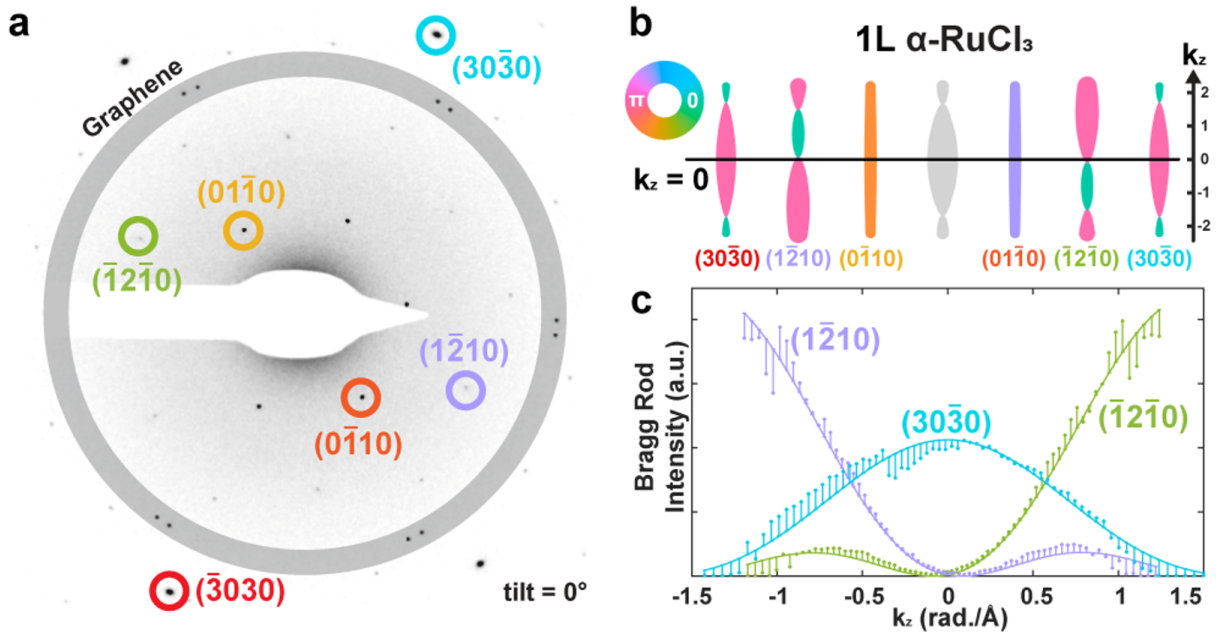 a
Graphene
(303̅0)
(011̅0)
(1̅21̅0)
(12̅10)
(01̅10)
(3̅030)
tilt = 0°
b
1L α-RuCl₃
π 0
k_z
2
1
0
-1
-2
k_z = 0
(303̅0) (12̅10) (01̅10) (011̅0) (1̅21̅0) (303̅0)
c
Bragg Rod
Intensity (a.u.)
(12̅10)
(303̅0)
(1̅21̅0)
-1.5 -1 -0.5 0 0.5 1 1.5
k_z (rad./Å)